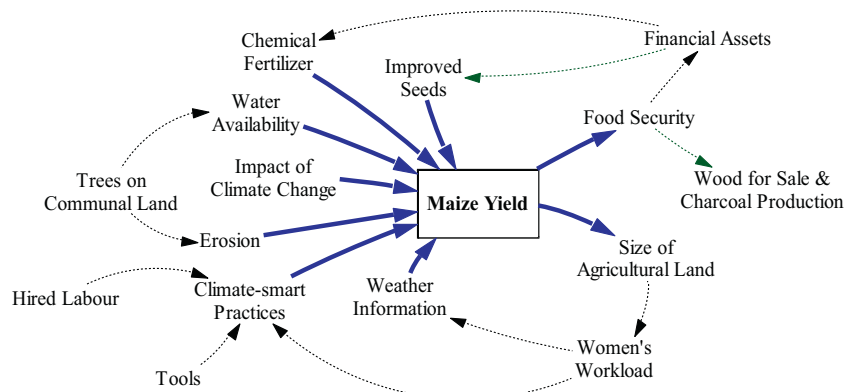 Chemical
Fertilizer
Financial Assets
Improved
Seeds
Water
Availability
Food Security
Impact of
Climate Change
Trees on
Communal Land
Wood for Sale &
Charcoal Production
Maize Yield
Erosion
Size of
Agricultural Land
Hired Labour
Climate-smart
Practices
Weather
Information
Women's
Workload
Tools